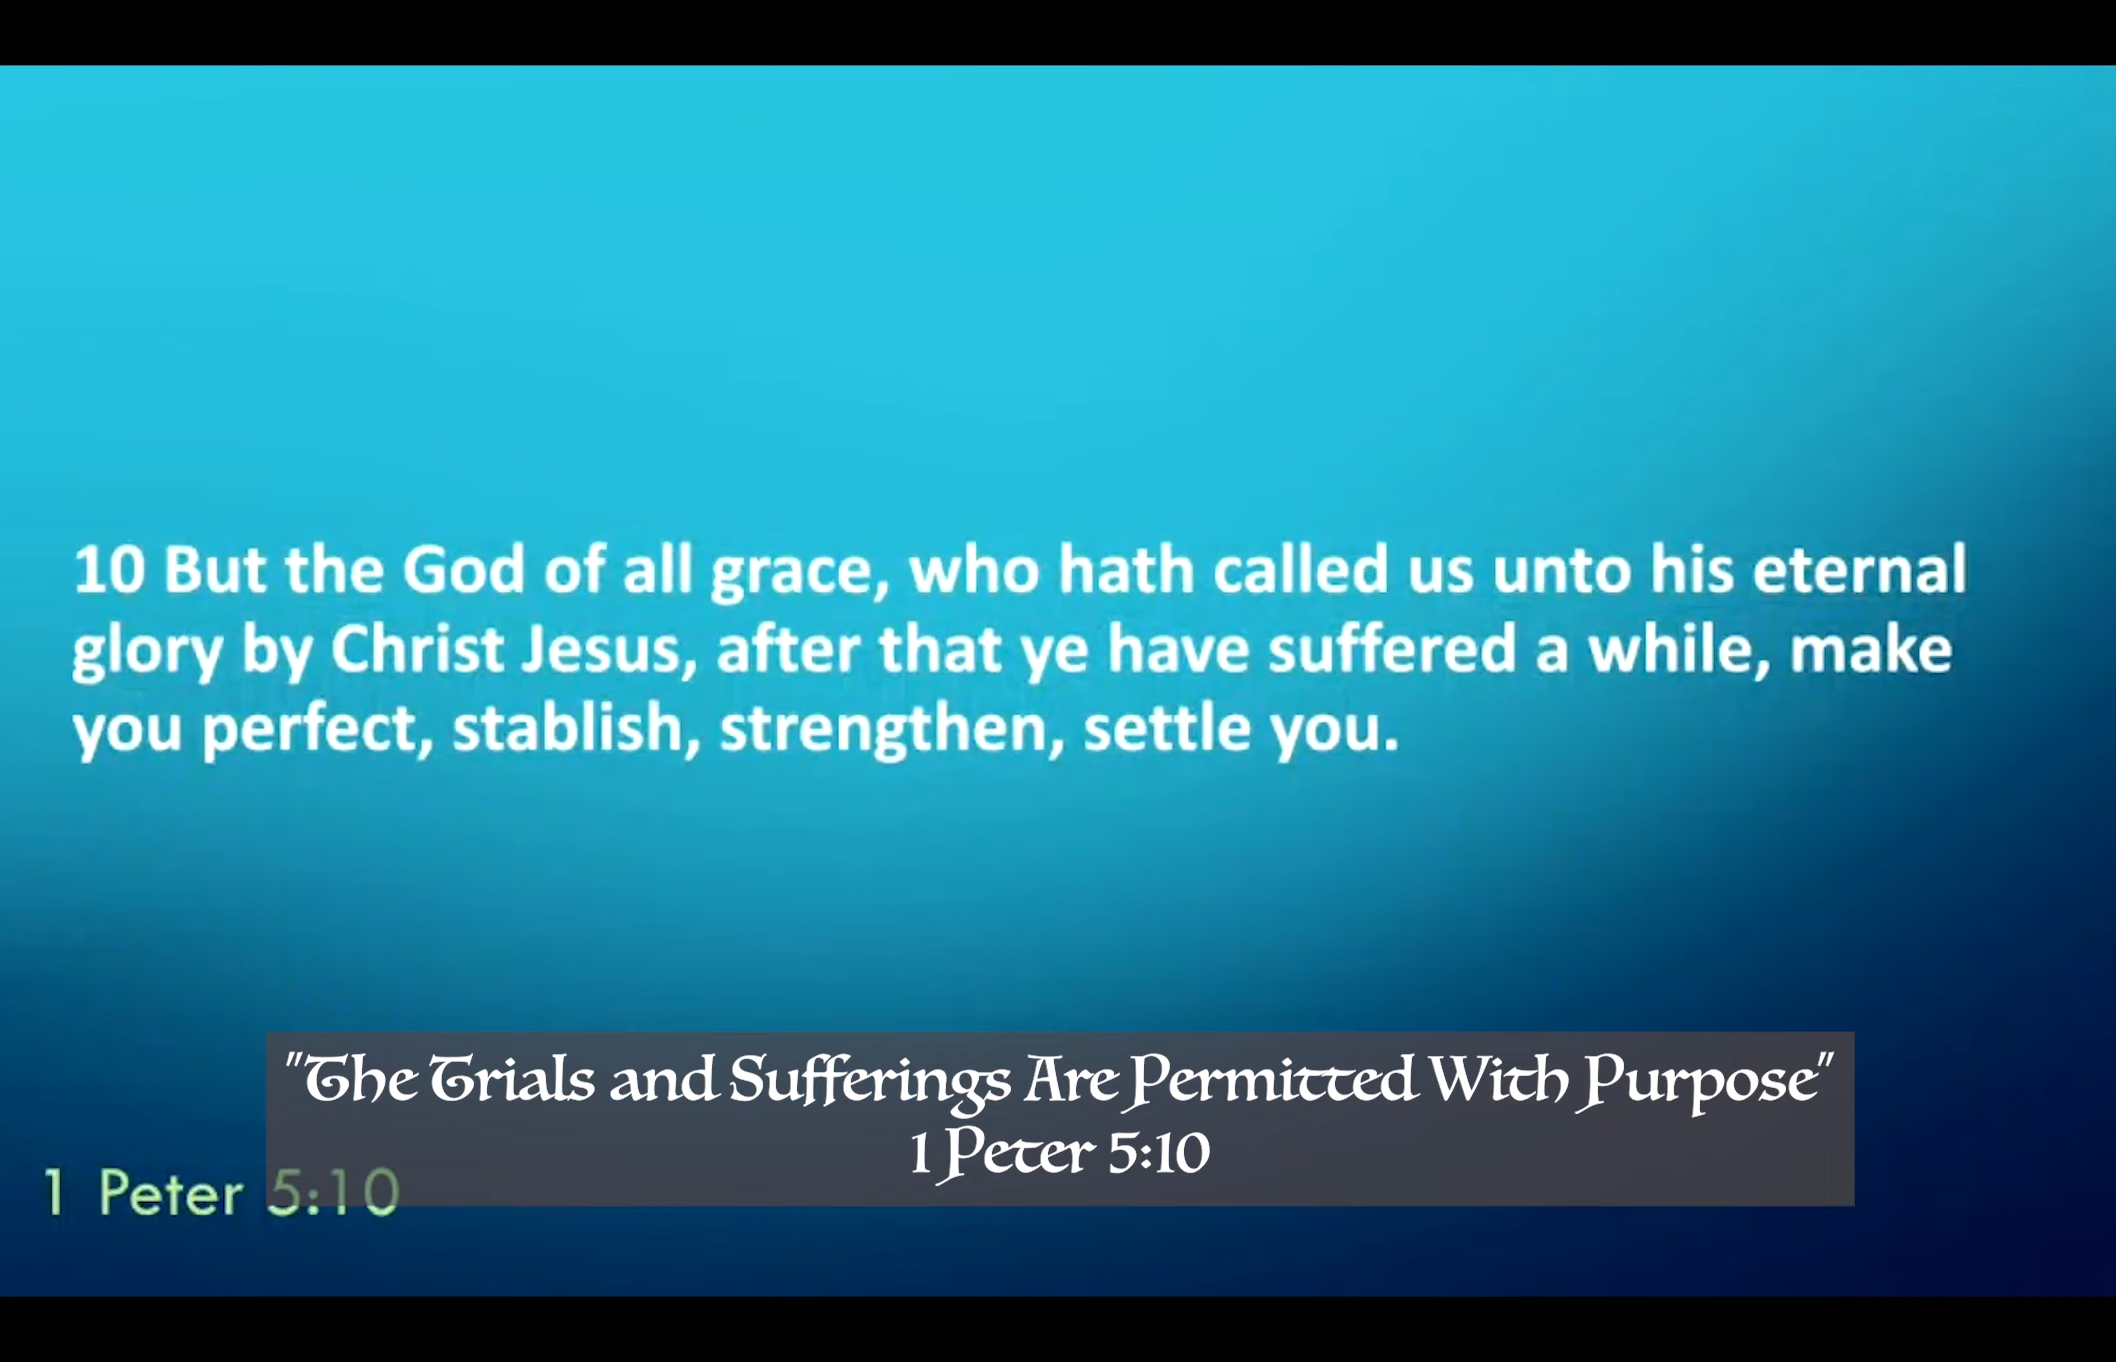 10 But the God of all grace, who hath called us unto his eternal
glory by Christ Jesus, after that ye have suffered a while, make
you perfect, stablish, strengthen, settle you.
"The Trials and Sufferings Are Permitted With Purpose"
1 Peter 5:10
1 Peter 5:10